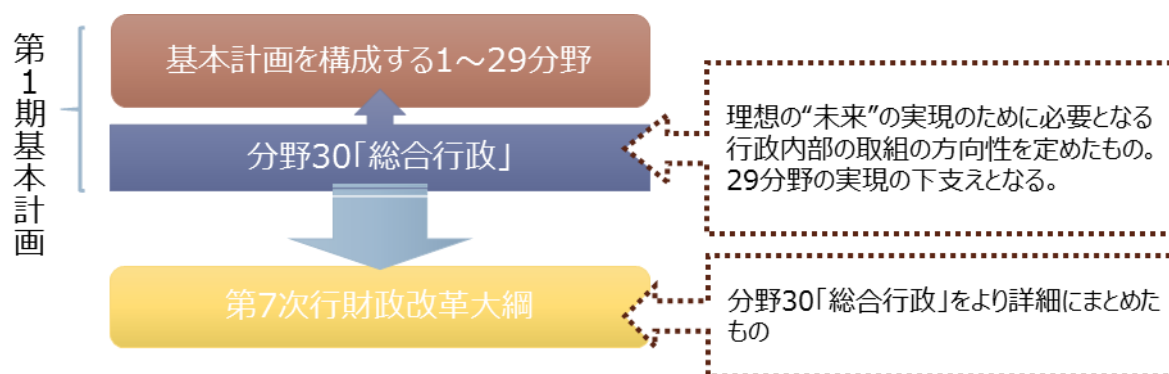 第1期基本計画
基本計画を構成する1～29分野
分野30「総合行政」
理想の“未来”の実現のために必要となる
行政内部の取組の方向性を定めたもの。
29分野の実現の下支えとなる。
第7次行財政改革大綱
分野30「総合行政」をより詳細にまとめた
もの